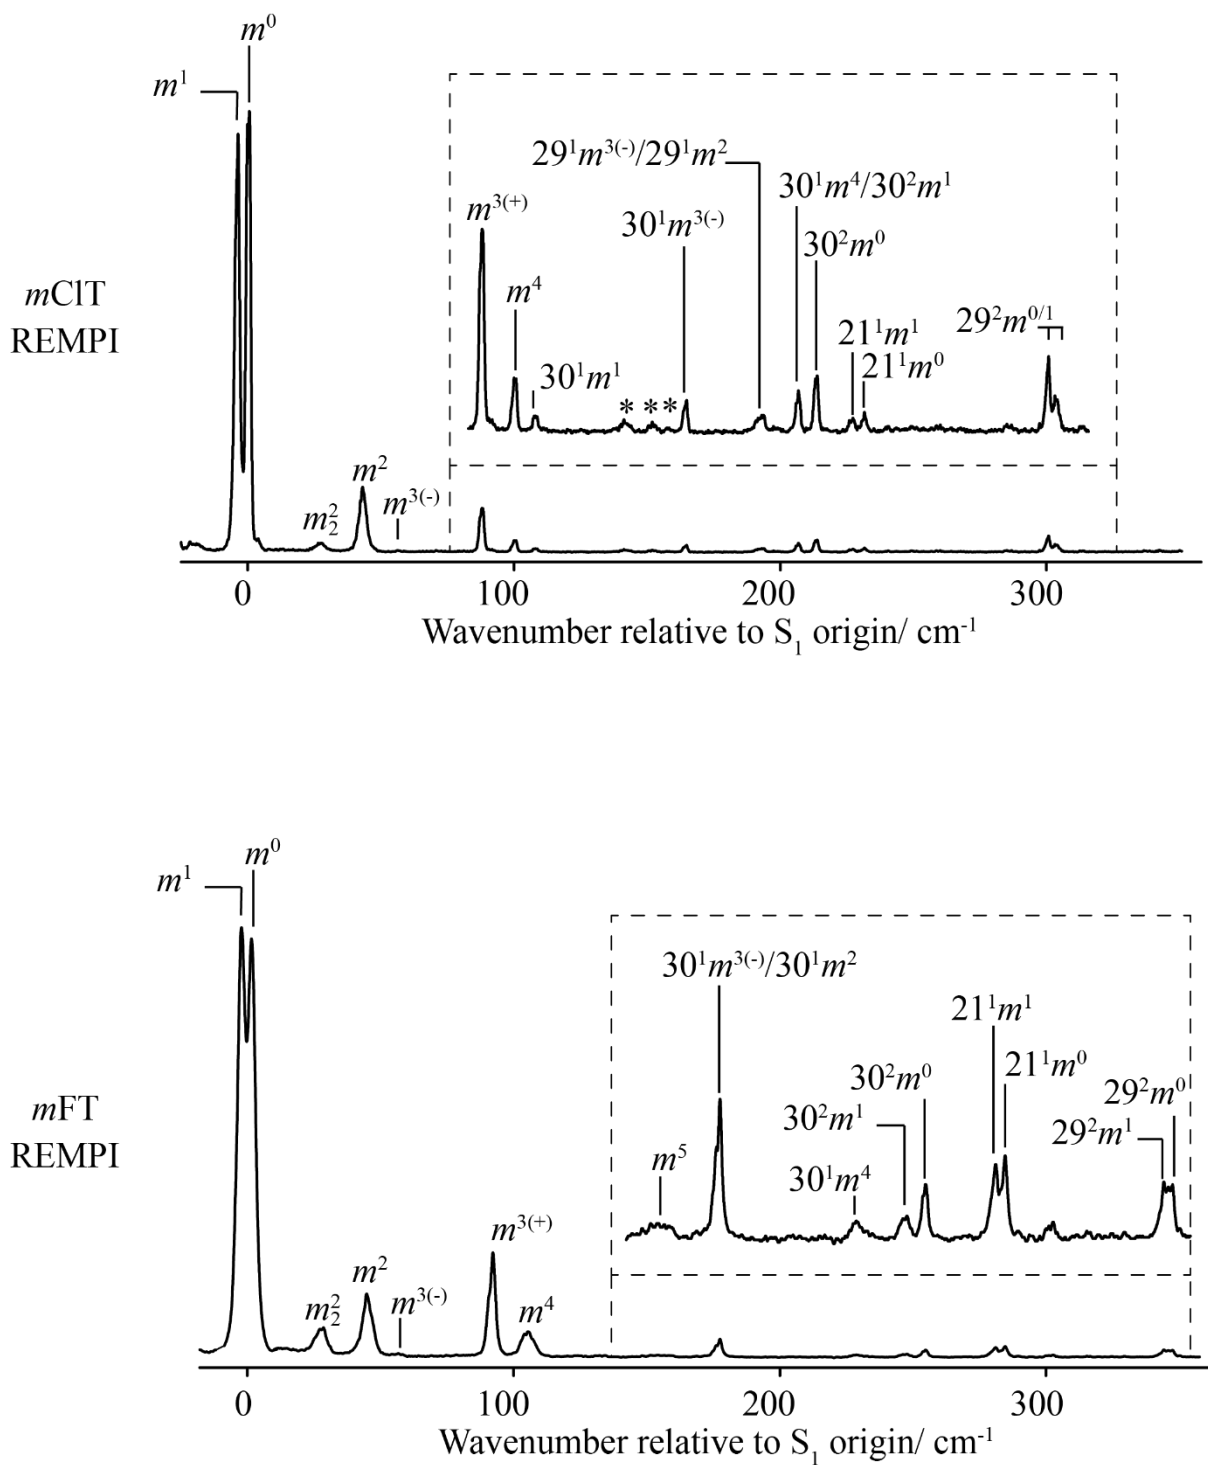 m⁰
m¹
29¹m³⁽⁻⁾/29¹m²
30¹m⁴/30²m¹
m³⁽⁺⁾
30¹m³⁽⁻⁾
30²m⁰
mClT
REMPI
m⁴
21¹m¹
29²m⁰ᐟ¹
30¹m¹
21¹m⁰
* * *
m²
m₂²
m³⁽⁻⁾
0 100 200 300
Wavenumber relative to S₁ origin/ cm⁻¹
m⁰
m¹
30¹m³⁽⁻⁾/30¹m²
21¹m¹
21¹m⁰
30²m⁰
29²m⁰
mFT
REMPI
30²m¹
29²m¹
m⁵
30¹m⁴
m³⁽⁺⁾
m²
m₂²
m³⁽⁻⁾
m⁴
0 100 200 300
Wavenumber relative to S₁ origin/ cm⁻¹